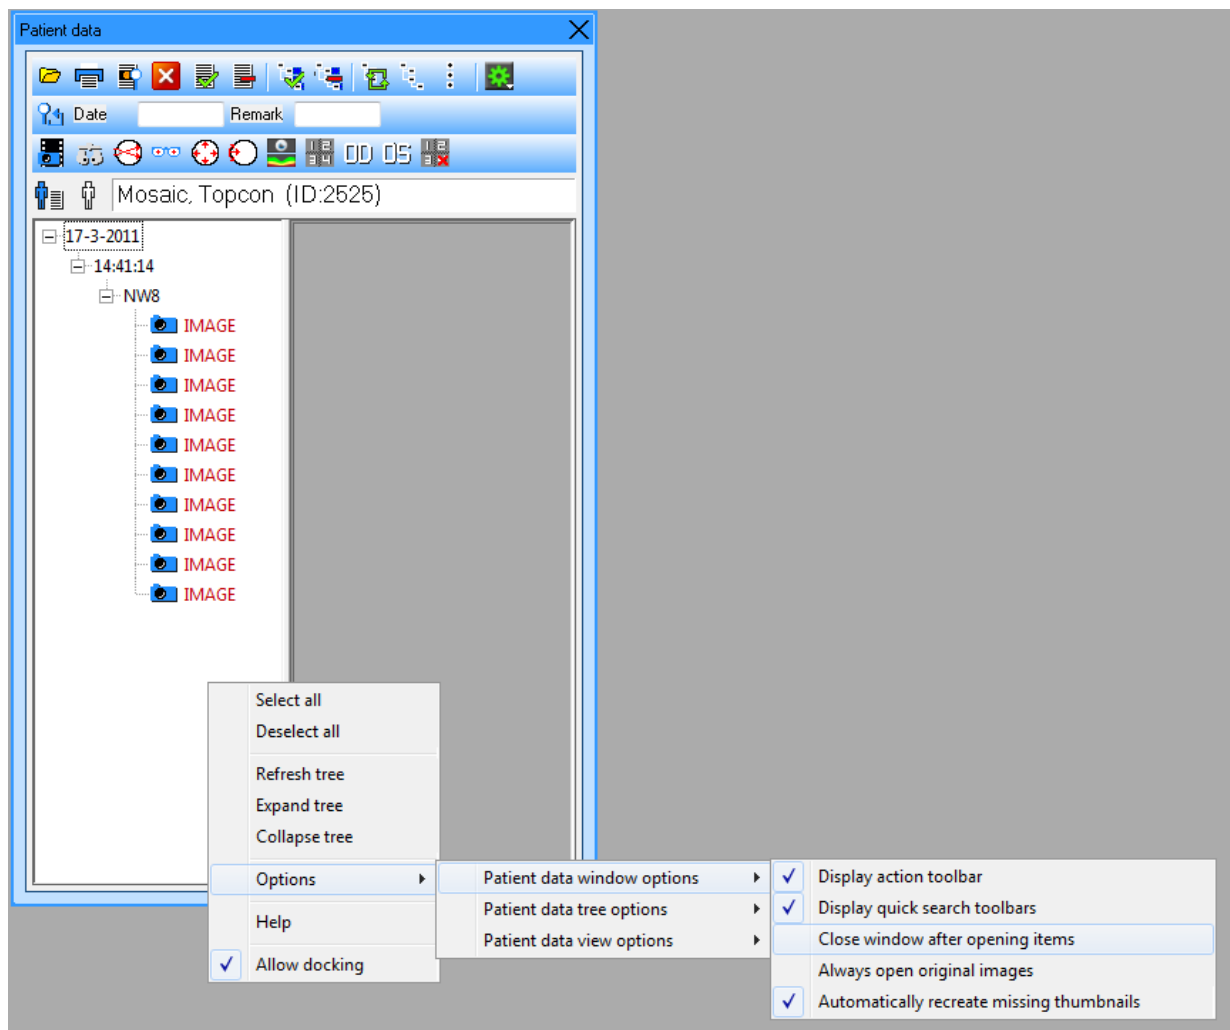 Patient data
Date
Remark
OD OS
Mosaic, Topcon (ID:2525)
17-3-2011
14:41:14
NW8
IMAGE
IMAGE
IMAGE
IMAGE
IMAGE
IMAGE
IMAGE
IMAGE
IMAGE
IMAGE
Select all
Deselect all
Refresh tree
Expand tree
Collapse tree
Options
Help
Allow docking
Patient data window options
Patient data tree options
Patient data view options
Display action toolbar
Display quick search toolbars
Close window after opening items
Always open original images
Automatically recreate missing thumbnails